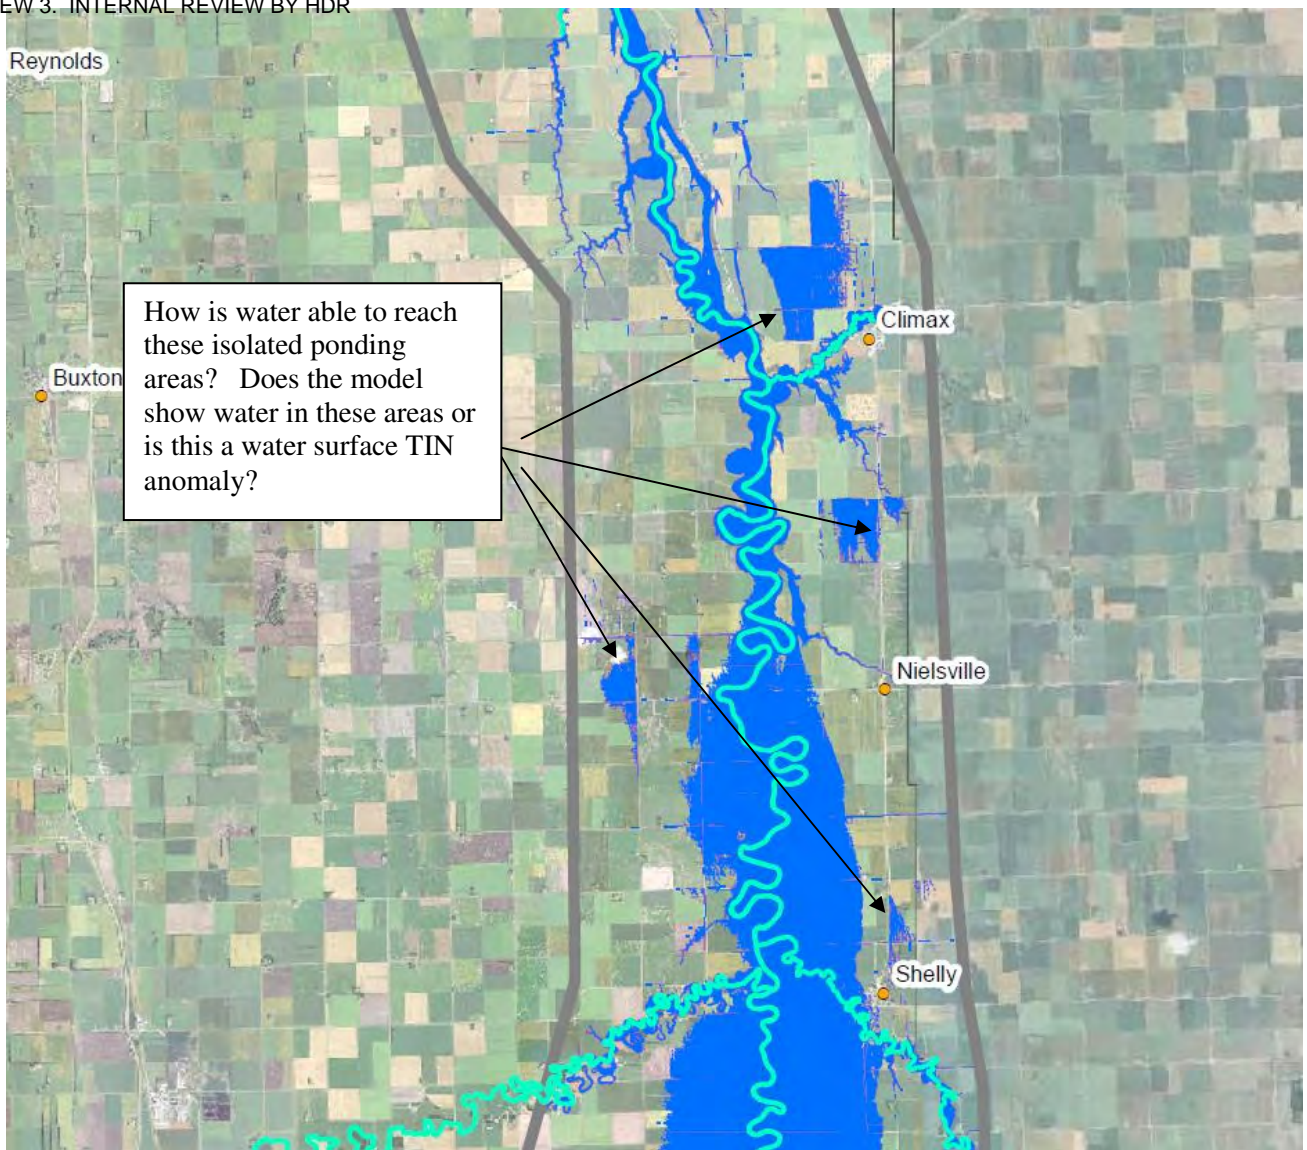 EW 3. INTERNAL REVIEW BY HDR
Reynolds
How is water able to reach
these isolated ponding
areas? Does the model
show water in these areas or
is this a water surface TIN
anomaly?
Climax
Buxton
Nielsville
Shelly